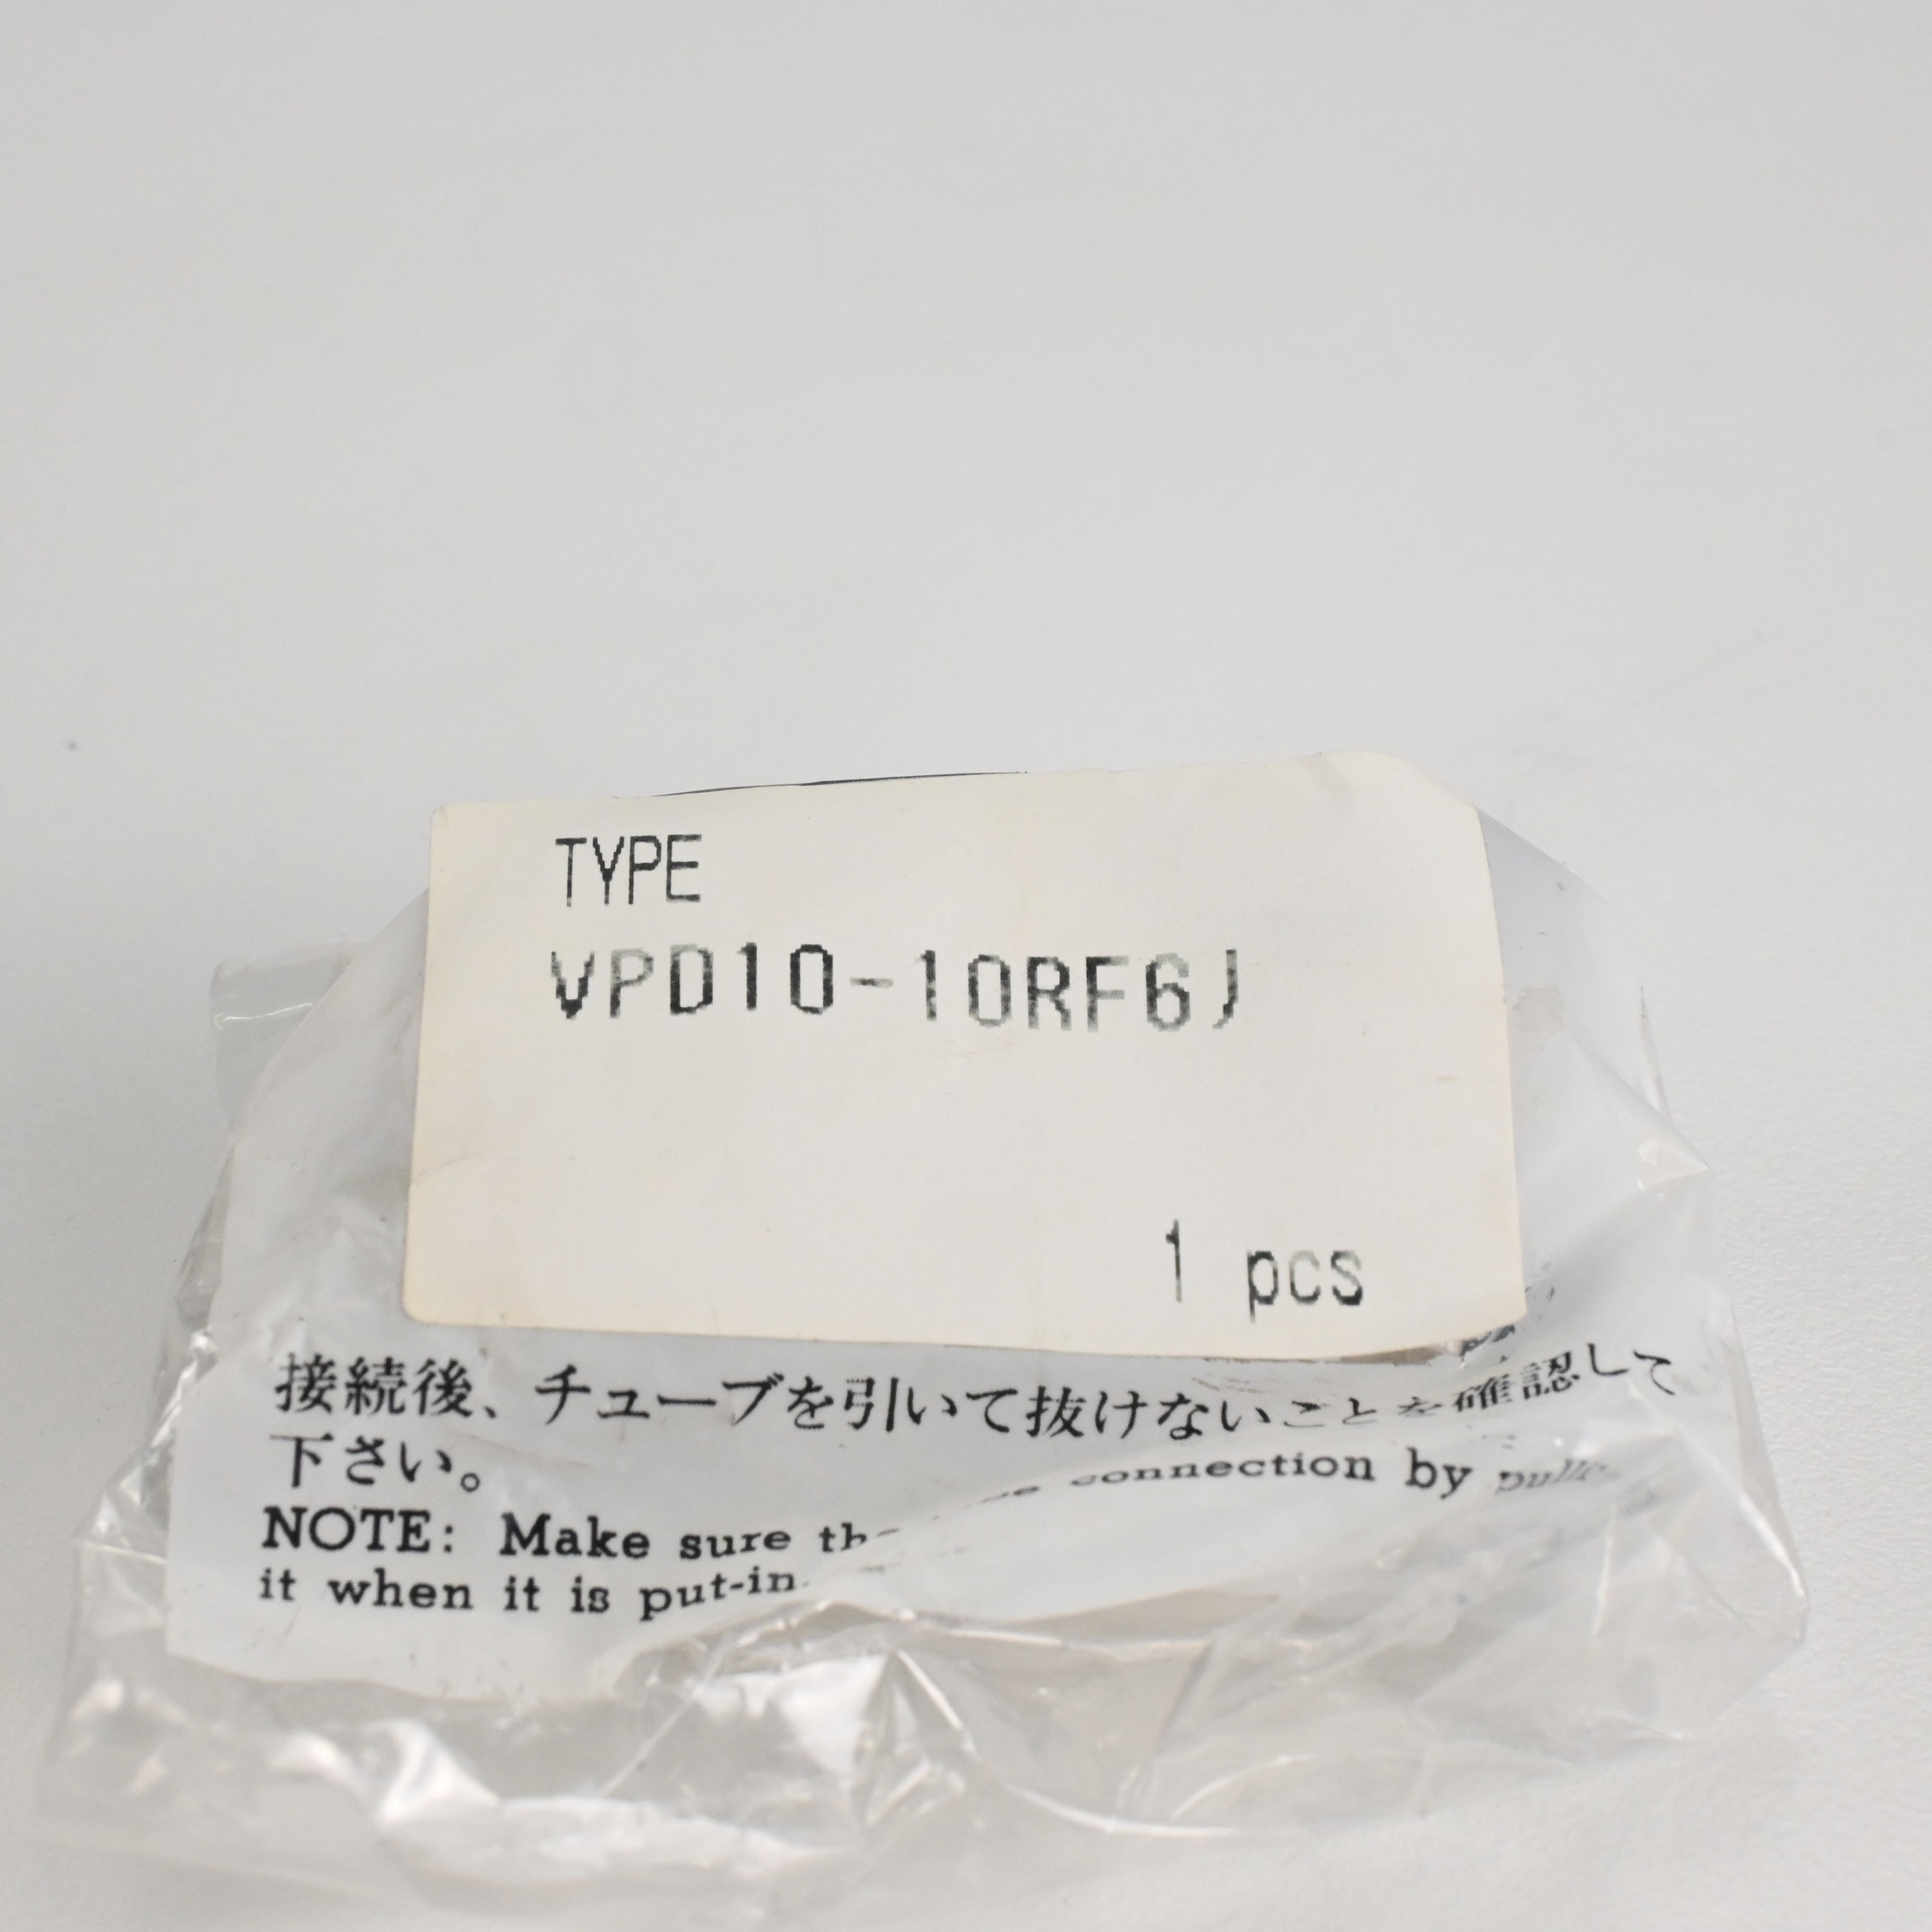 TYPE
VPD10-10RF6J
1 pcs
接続後、チューブを引いて抜けないことを確認して
下さい。
NOTE: Make sure connection by
it when it is put-in